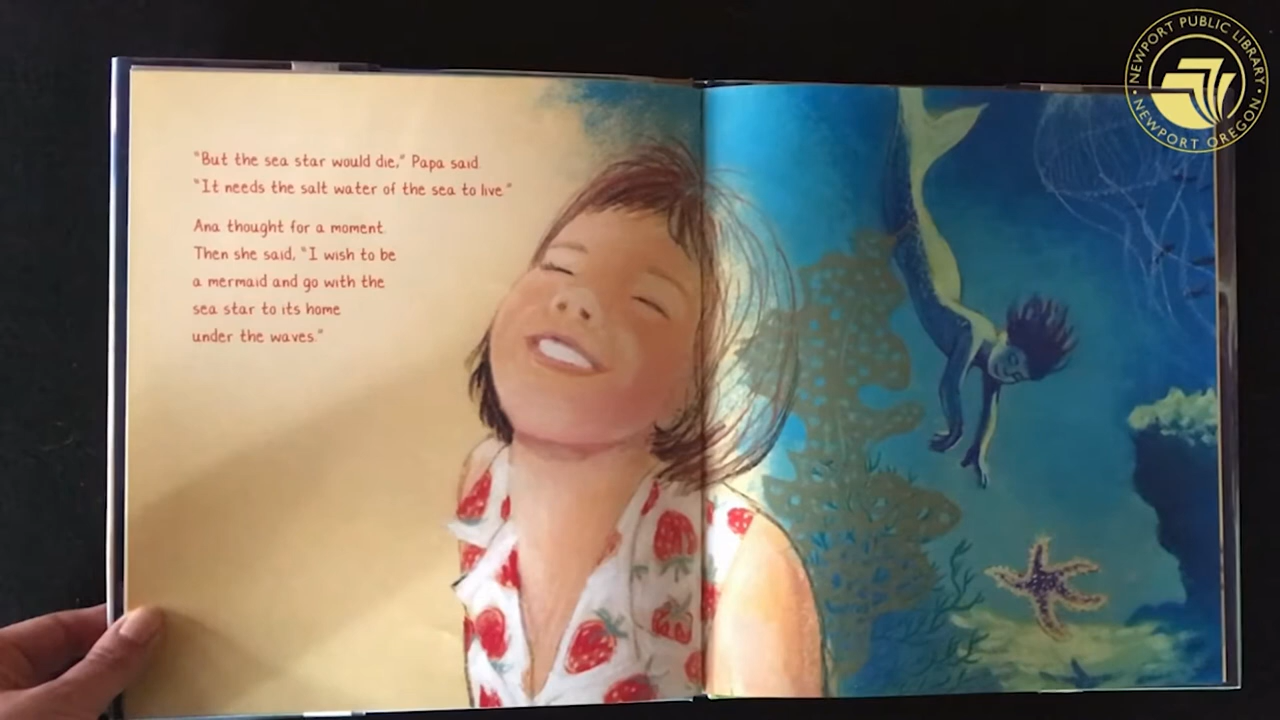 "But the sea star would die," Papa said.
"It needs the salt water of the sea to live."
Ana thought for a moment.
Then she said, "I wish to be
a mermaid and go with the
sea star to its home
under the waves."
NEWPORT PUBLIC LIBRARY
NEWPORT OREGON